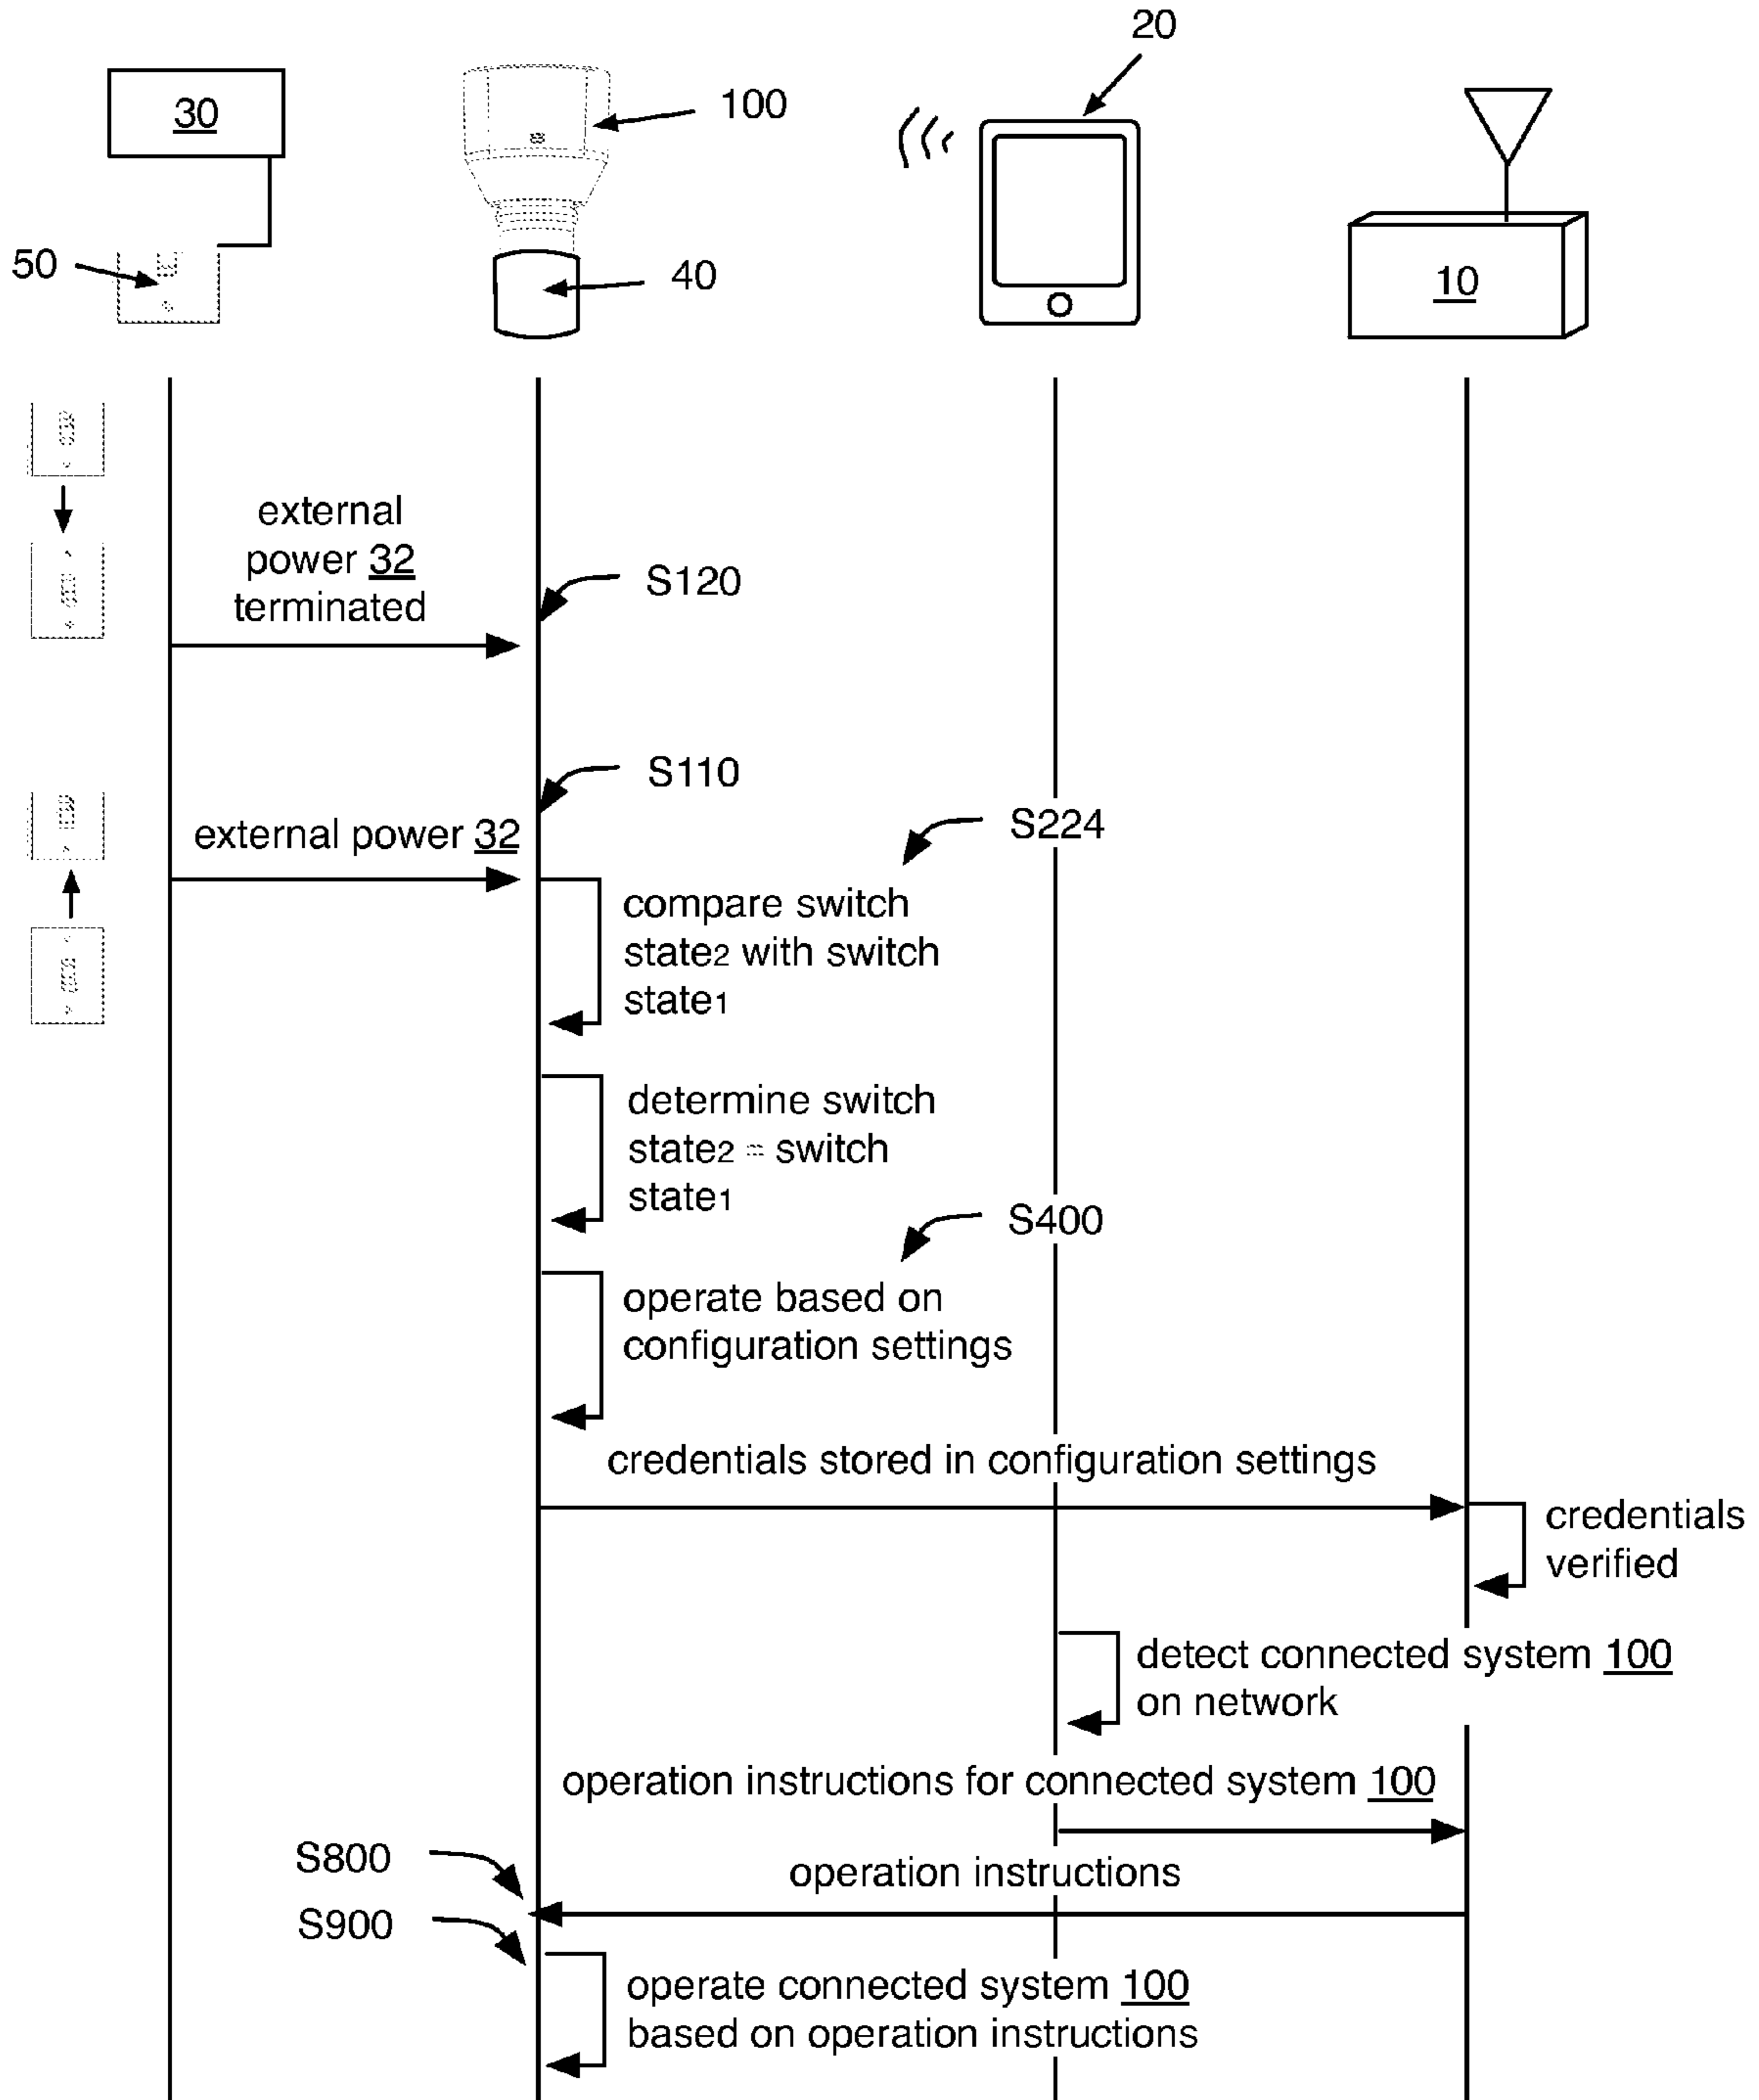 20
30
100
50
40
10
external
power 32
terminated
S120
S110
external power 32
S224
compare switch
state2 with switch
state1
determine switch
state2 = switch
state1
S400
operate based on
configuration settings
credentials stored in configuration settings
credentials
verified
detect connected system 100
on network
operation instructions for connected system 100
S800
operation instructions
S900
operate connected system 100
based on operation instructions